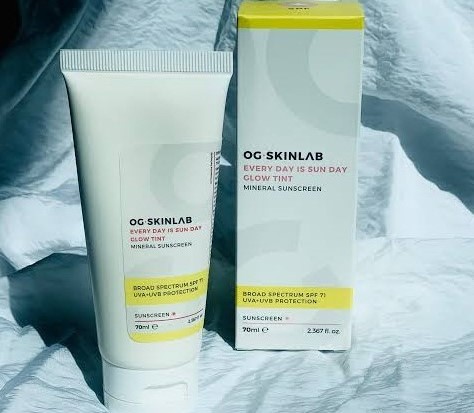 OG·SKINLAB
EVERY DAY IS SUN DAY
GLOW TINT
MINERAL SUNSCREEN
BROAD SPECTRUM SPF 71
UVA+UVB PROTECTION
SUNSCREEN
70ml ℮
OG·SKINLAB
EVERY DAY IS SUN DAY
GLOW TINT
MINERAL SUNSCREEN
BROAD SPECTRUM SPF 71
UVA+UVB PROTECTION
SUNSCREEN
70ml ℮ 2.367 fl. oz.